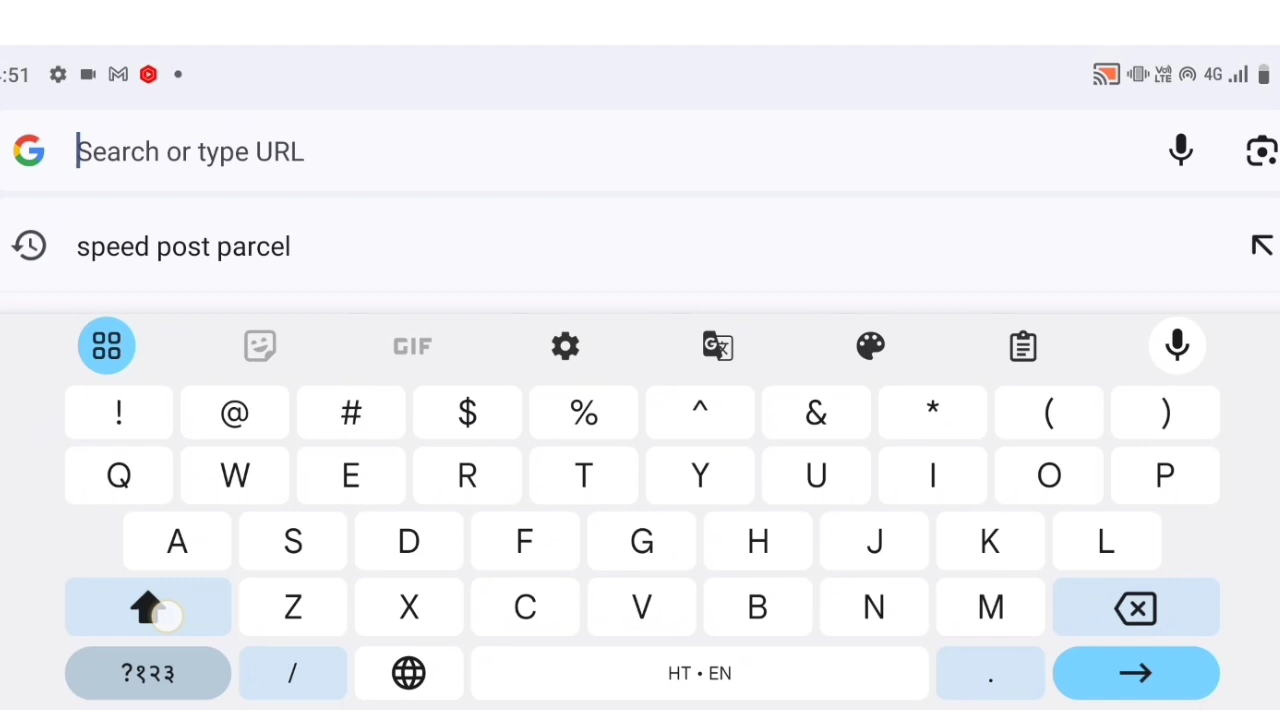 :51 4G
Search or type URL
speed post parcel
GIF
! @ # $ % ^ & * ( )
Q W E R T Y U I O P
A S D F G H J K L
Z X C V B N M
?१२३ / HT • EN .